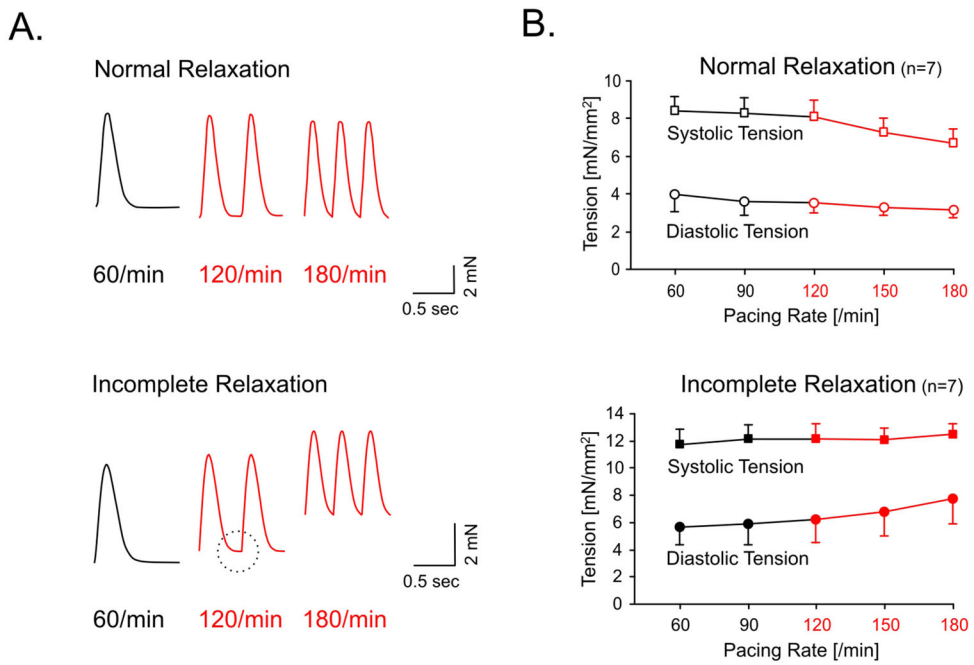 A.
Normal Relaxation
60/min
120/min
180/min
2 mN
0.5 sec
Incomplete Relaxation
60/min
120/min
180/min
2 mN
0.5 sec
B.
Normal Relaxation (n=7)
Tension [mN/mm²]
10
8
6
4
2
0
Systolic Tension
Diastolic Tension
60 90 120 150 180
Pacing Rate [/min]
Incomplete Relaxation (n=7)
Tension [mN/mm²]
14
12
10
8
6
4
2
0
Systolic Tension
Diastolic Tension
60 90 120 150 180
Pacing Rate [/min]